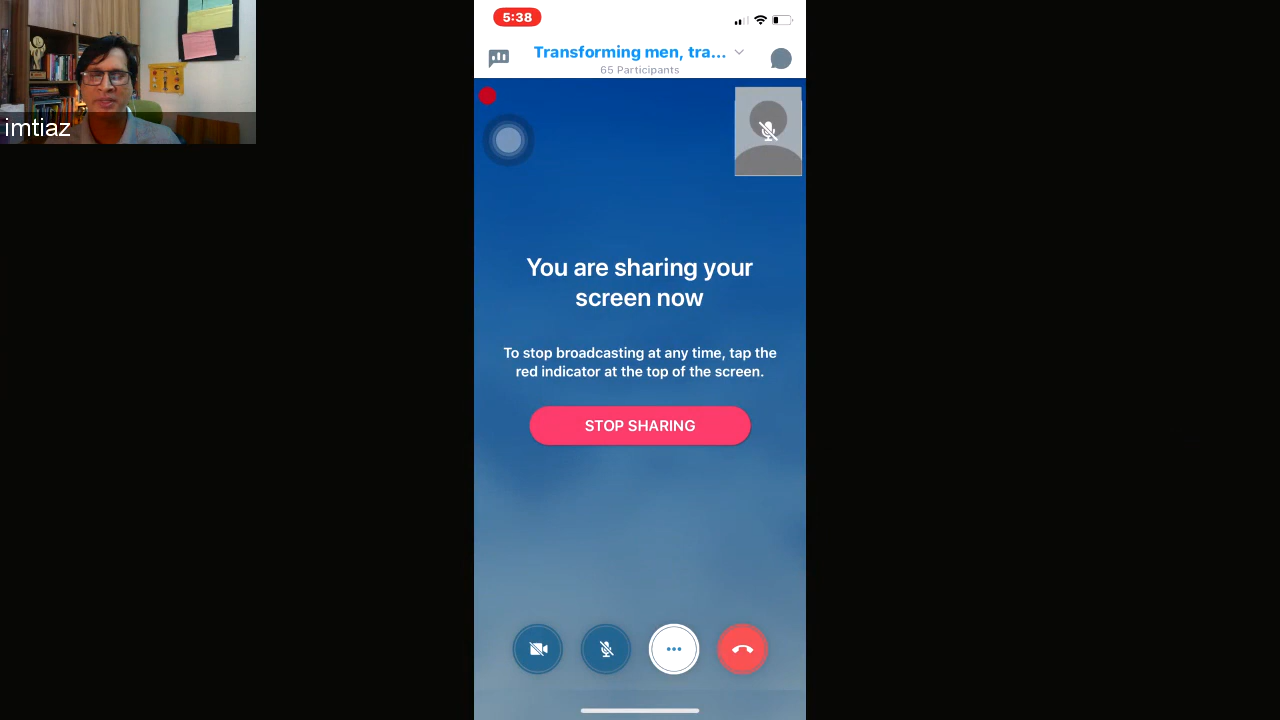 5:38
Transforming men, tra...
65 Participants
imtiaz
You are sharing your
screen now
To stop broadcasting at any time, tap the
red indicator at the top of the screen.
STOP SHARING